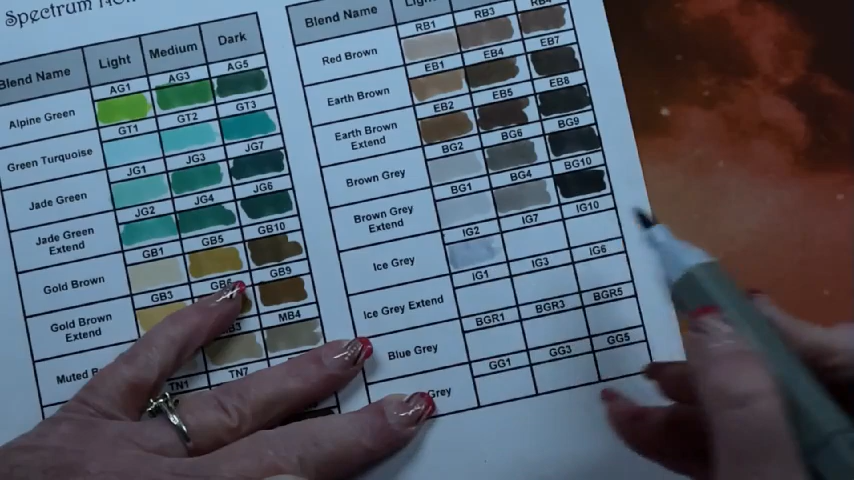 Spectrum
Blend Name Light Medium Dark
AG1 AG3 AG5
Alpine Green
GT1 GT2 GT3
Green Turquoise
JG1 JG3 JG7
Jade Green
JG2 JG4 JG6
Jade Green
Extend
GB1 GB5 GB10
Gold Brown
GB3 GB9
Gold Brown
Extend
MB4
TN1 TN7
Blend Name
RB1 RB3 RB4
Red Brown
EB1 EB4 EB7
Earth Brown
EB2 EB5 EB8
Earth Brown
Extend
BG2 BG6 BG9
Brown Grey
BG1 BG4 BG10
Brown Grey
Extend
IG2 IG7 IG10
Ice Grey
IG1 IG3 IG6
Ice Grey Extend
BGR1 BGR3 BGR5
Blue Grey
GG1 GG3 GG5
Grey